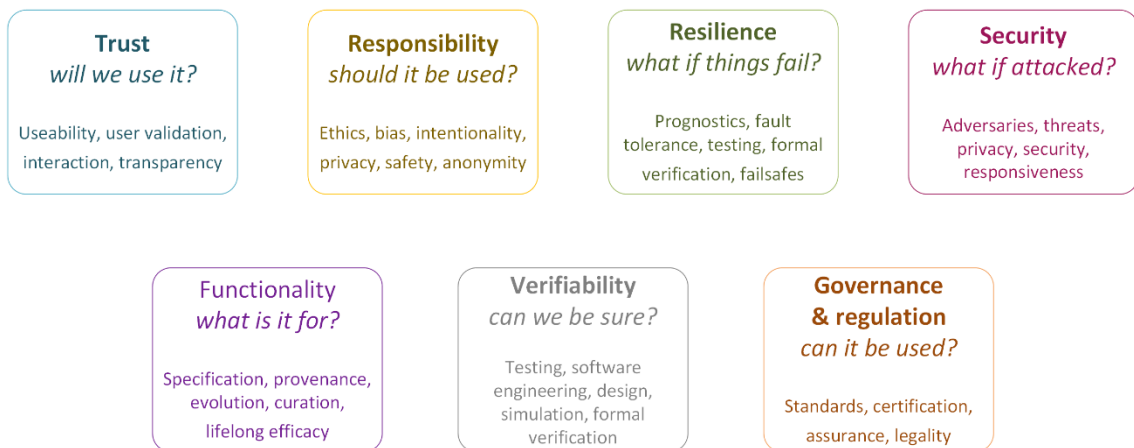 Trust
will we use it?
Useability, user validation,
interaction, transparency
Responsibility
should it be used?
Ethics, bias, intentionality,
privacy, safety, anonymity
Resilience
what if things fail?
Prognostics, fault
tolerance, testing, formal
verification, failsafes
Security
what if attacked?
Adversaries, threats,
privacy, security,
responsiveness
Functionality
what is it for?
Specification, provenance,
evolution, curation,
lifelong efficacy
Verifiability
can we be sure?
Testing, software
engineering, design,
simulation, formal
verification
Governance
& regulation
can it be used?
Standards, certification,
assurance, legality